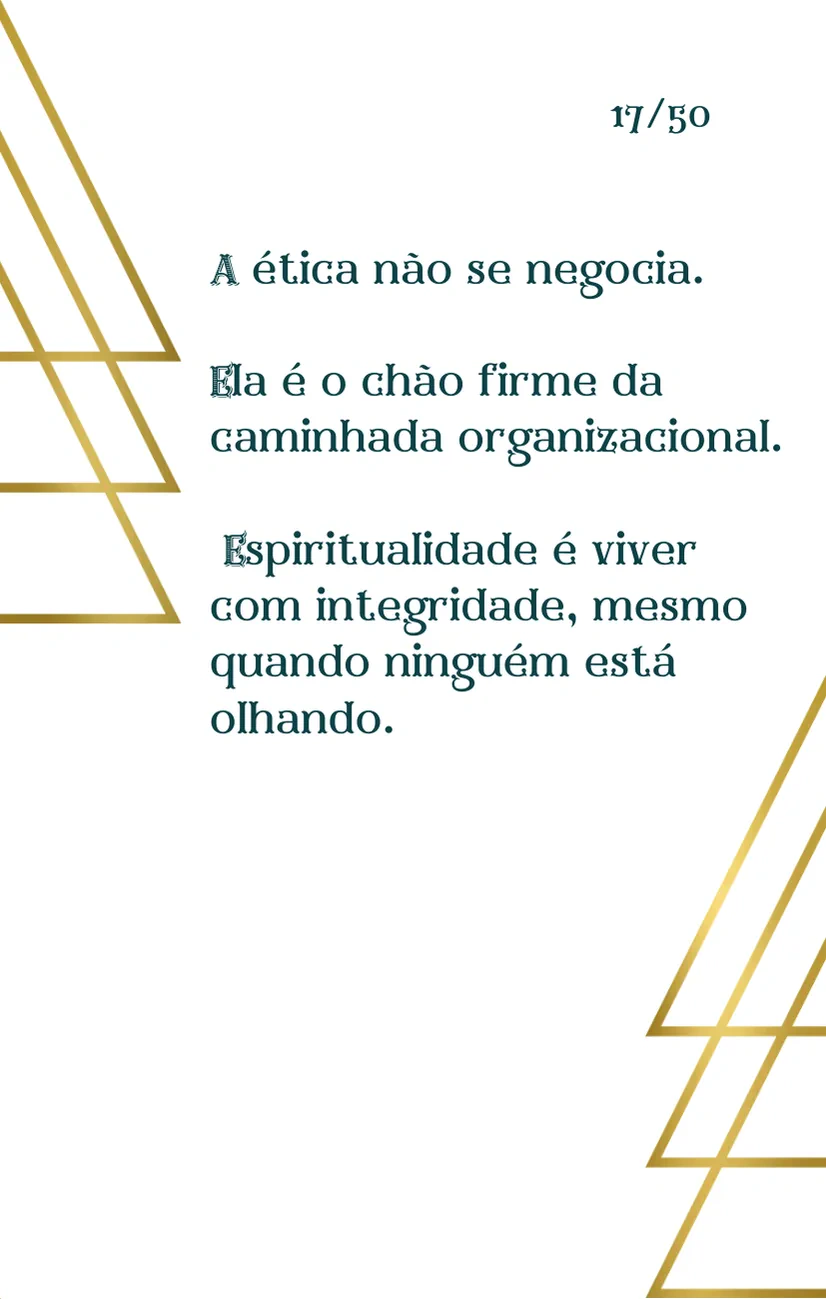 17/50
A ética não se negocia.
Ela é o chão firme da
caminhada organizacional.
Espiritualidade é viver
com integridade, mesmo
quando ninguém está
olhando.